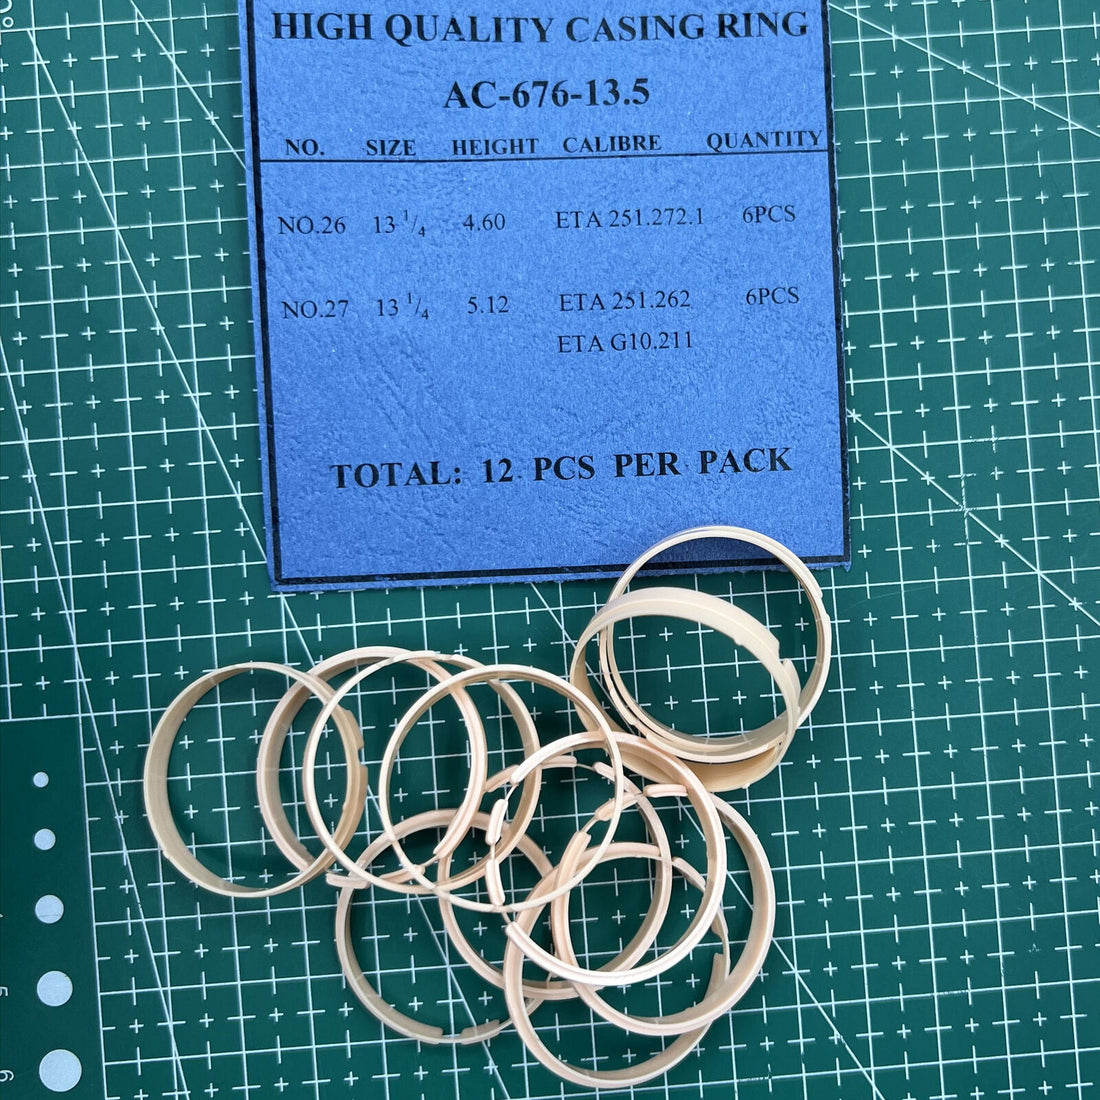 HIGH QUALITY CASING RING
AC-676-13.5
NO. SIZE HEIGHT CALIBRE QUANTITY
NO.26 13 1/4 4.60 ETA 251.272.1 6PCS
NO.27 13 1/4 5.12 ETA 251.262 6PCS
ETA G10.211
TOTAL: 12 PCS PER PACK